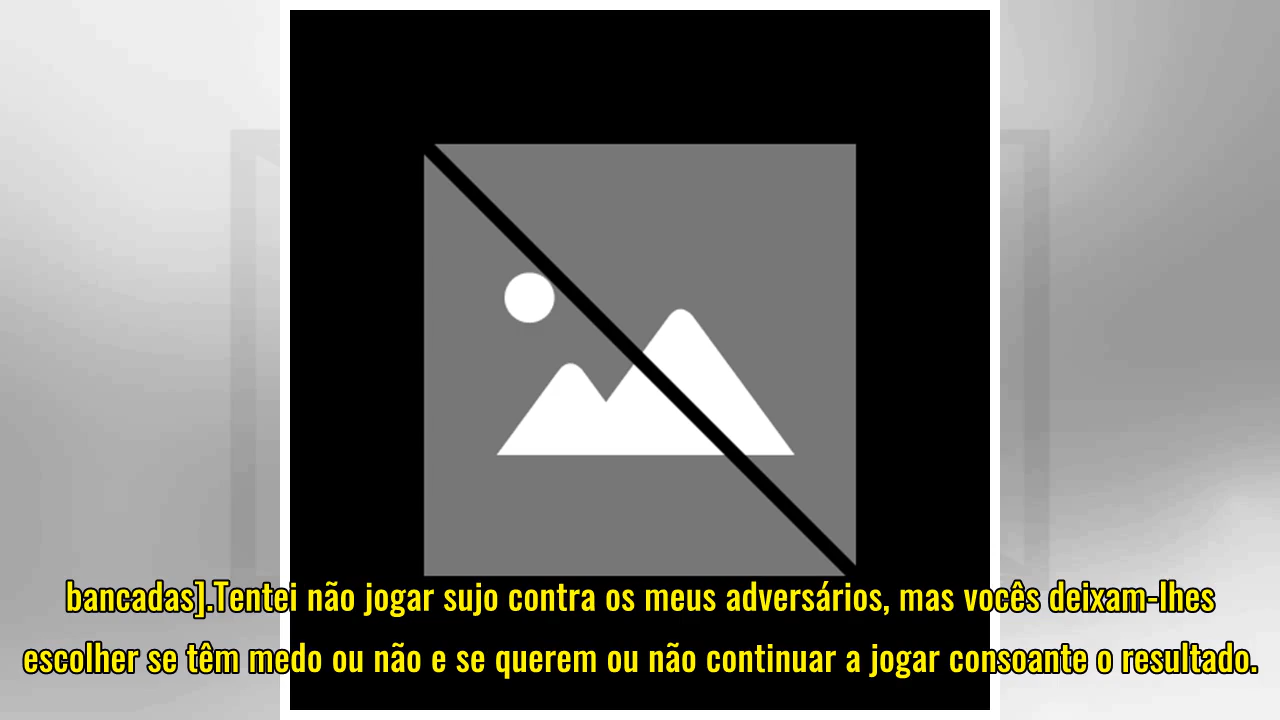 bancadas].Tentei não jogar sujo contra os meus adversários, mas vocês deixam-lhes
escolher se têm medo ou não e se querem ou não continuar a jogar consoante o resultado.